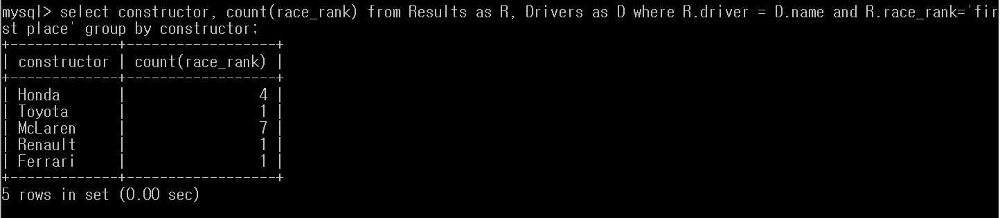 mysql> select constructor, count(race_rank) from Results as R, Drivers as D where R.driver = D.name and R.race_rank='fir
st place' group by constructor;
+-------------+------------------+
| constructor | count(race_rank) |
+-------------+------------------+
| Honda       |                4 |
| Toyota      |                1 |
| McLaren     |                7 |
| Renault     |                1 |
| Ferrari     |                1 |
+-------------+------------------+
5 rows in set (0.00 sec)